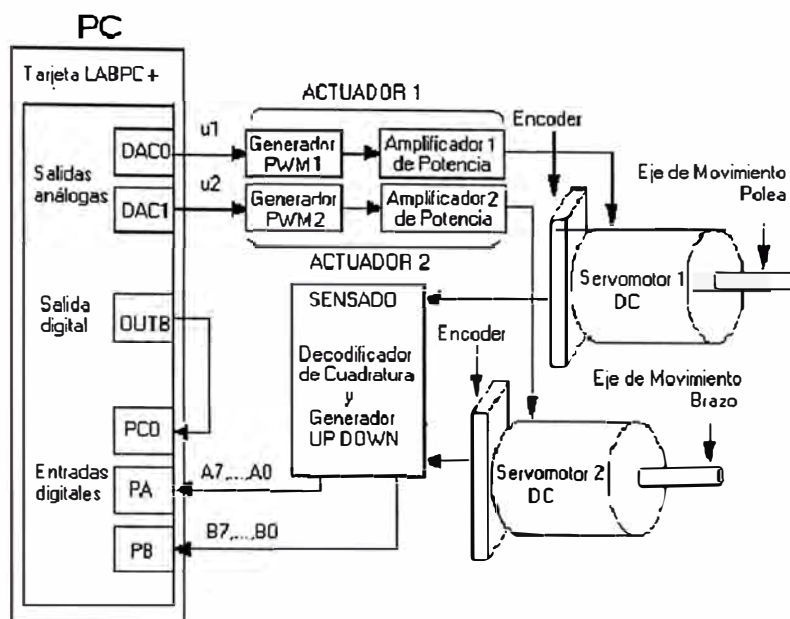 PC
Tarjeta LABPC+
ACTUADOR 1
Encoder
u1
DAC0
Generador
PWM1
Amplificador 1
de Potencia
Salidas
análogas
Eje de Movimiento
Polea
u2
DAC1
Generador
PWM2
Amplificador 2
de Potencia
ACTUADOR 2
Servomotor 1
DC
SENSADO
Salida
digital
OUTB
Encoder
Decodificador
de Cuadratura
y
Generador
UP DOWN
Eje de Movimiento
Brazo
PC0
Entradas
digitales
PA
A7,...,A0
Servomotor 2
DC
PB
B7,...,B0